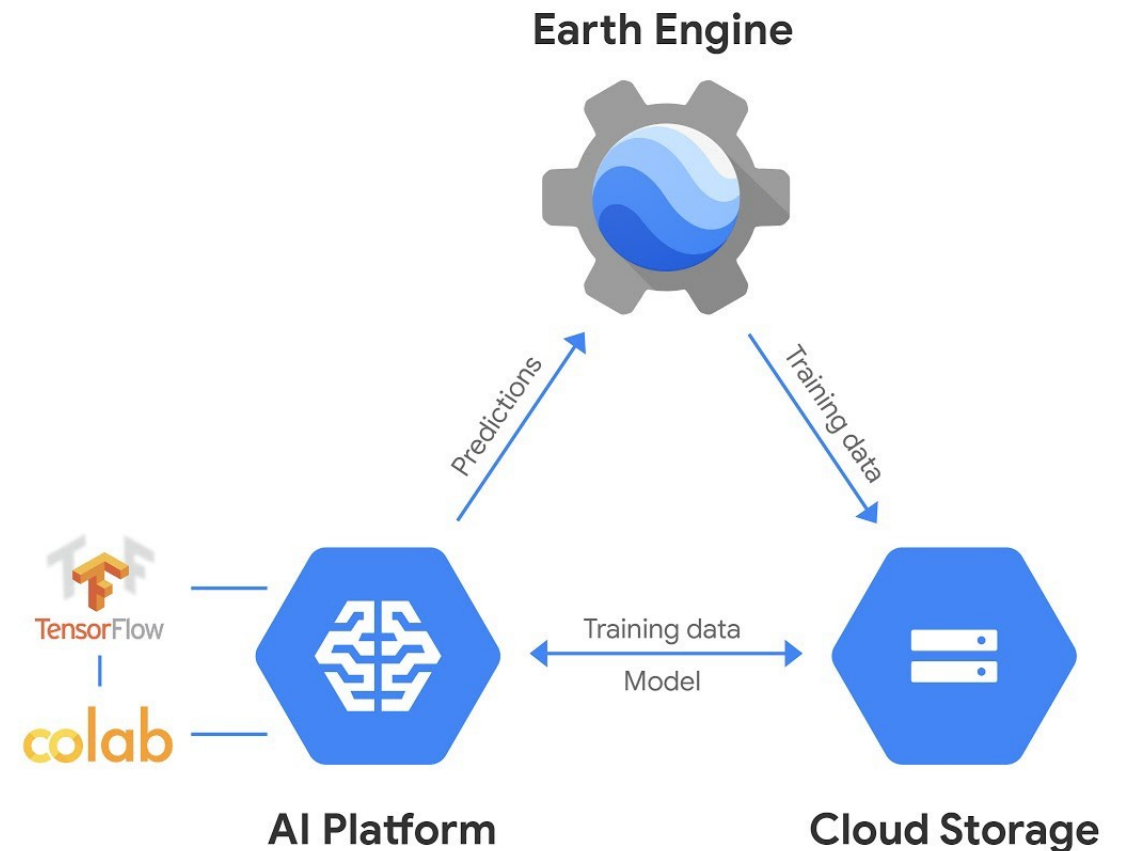 Earth Engine
Predictions
Training data
TensorFlow
Training data
Model
colab
AI Platform
Cloud Storage